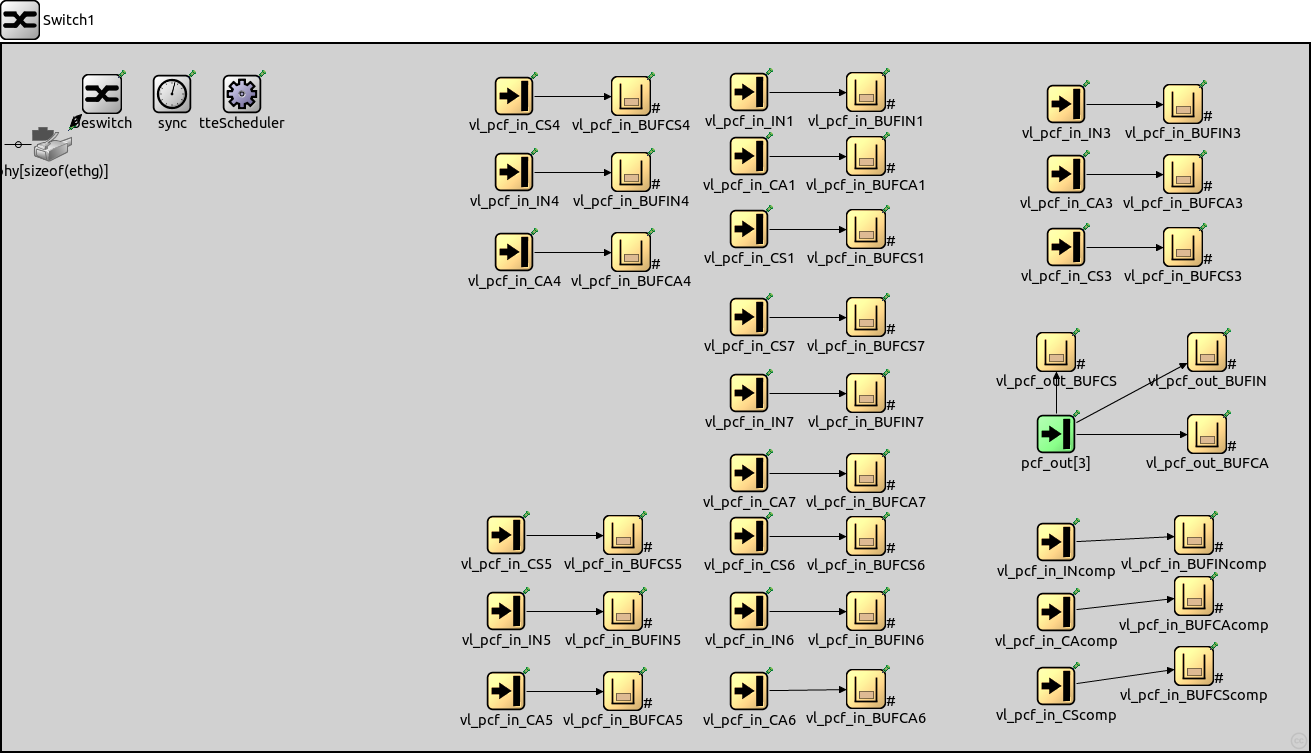 Switch1
sync
tteScheduler
hy[sizeof(ethg)]
vl_pcf_in_CS4
vl_pcf_in_BUFCS4
#
vl_pcf_in_IN4
vl_pcf_in_BUFIN4
#
vl_pcf_in_CA4
vl_pcf_in_BUFCA4
#
vl_pcf_in_CS5
vl_pcf_in_BUFCS5
#
vl_pcf_in_IN5
vl_pcf_in_BUFIN5
#
vl_pcf_in_CA5
vl_pcf_in_BUFCA5
#
vl_pcf_in_IN1
vl_pcf_in_BUFIN1
#
vl_pcf_in_CA1
vl_pcf_in_BUFCA1
#
vl_pcf_in_CS1
vl_pcf_in_BUFCS1
#
vl_pcf_in_CS7
vl_pcf_in_BUFCS7
#
vl_pcf_in_IN7
vl_pcf_in_BUFIN7
#
vl_pcf_in_CA7
vl_pcf_in_BUFCA7
#
vl_pcf_in_CS6
vl_pcf_in_BUFCS6
#
vl_pcf_in_IN6
vl_pcf_in_BUFIN6
#
vl_pcf_in_CA6
vl_pcf_in_BUFCA6
#
vl_pcf_in_IN3
vl_pcf_in_BUFIN3
#
vl_pcf_in_CA3
vl_pcf_in_BUFCA3
#
vl_pcf_in_CS3
vl_pcf_in_BUFCS3
#
vl_pcf_out_BUFCS
#
vl_pcf_out_BUFIN
#
pcf_out[3]
vl_pcf_out_BUFCA
#
vl_pcf_in_INcomp
vl_pcf_in_BUFINcomp
#
vl_pcf_in_CAcomp
vl_pcf_in_BUFCAcomp
#
vl_pcf_in_CScomp
vl_pcf_in_BUFCScomp
#